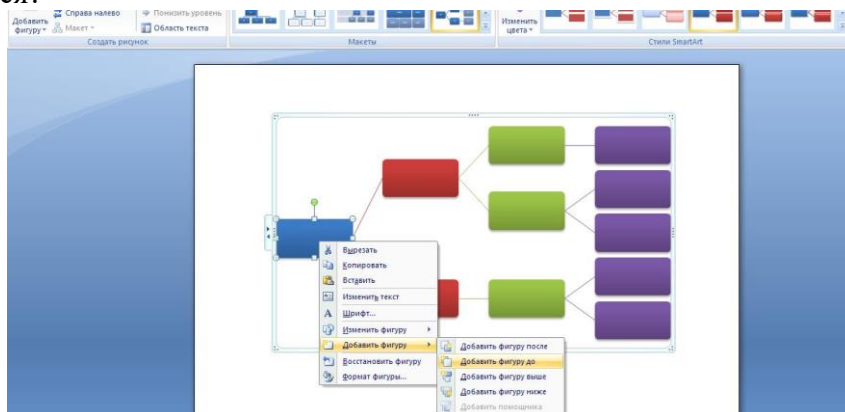 ся.
Справа налево
Понизить уровень
Добавить фигуру
Макет
Область текста
Изменить цвета
Создать рисунок
Макеты
Стили SmartArt
Вырезать
Копировать
Вставить
Изменить текст
Шрифт...
Изменить фигуру
Добавить фигуру
Восстановить фигуру
Формат фигуры...
Добавить фигуру после
Добавить фигуру до
Добавить фигуру выше
Добавить фигуру ниже
Добавить помощника